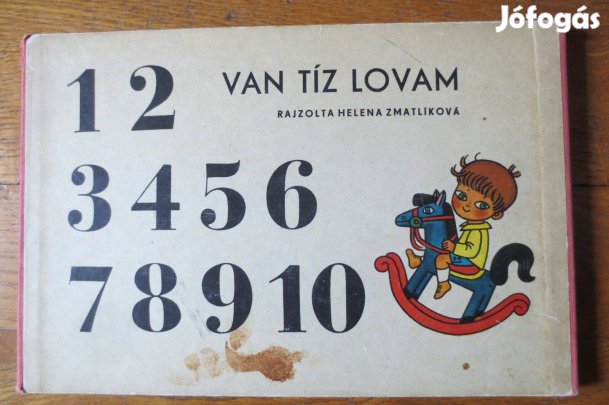 Jófogás
1 2 VAN TÍZ LOVAM
RAJZOLTA HELENA ZMATLÍKOVÁ
3 4 5 6
7 8 9 10